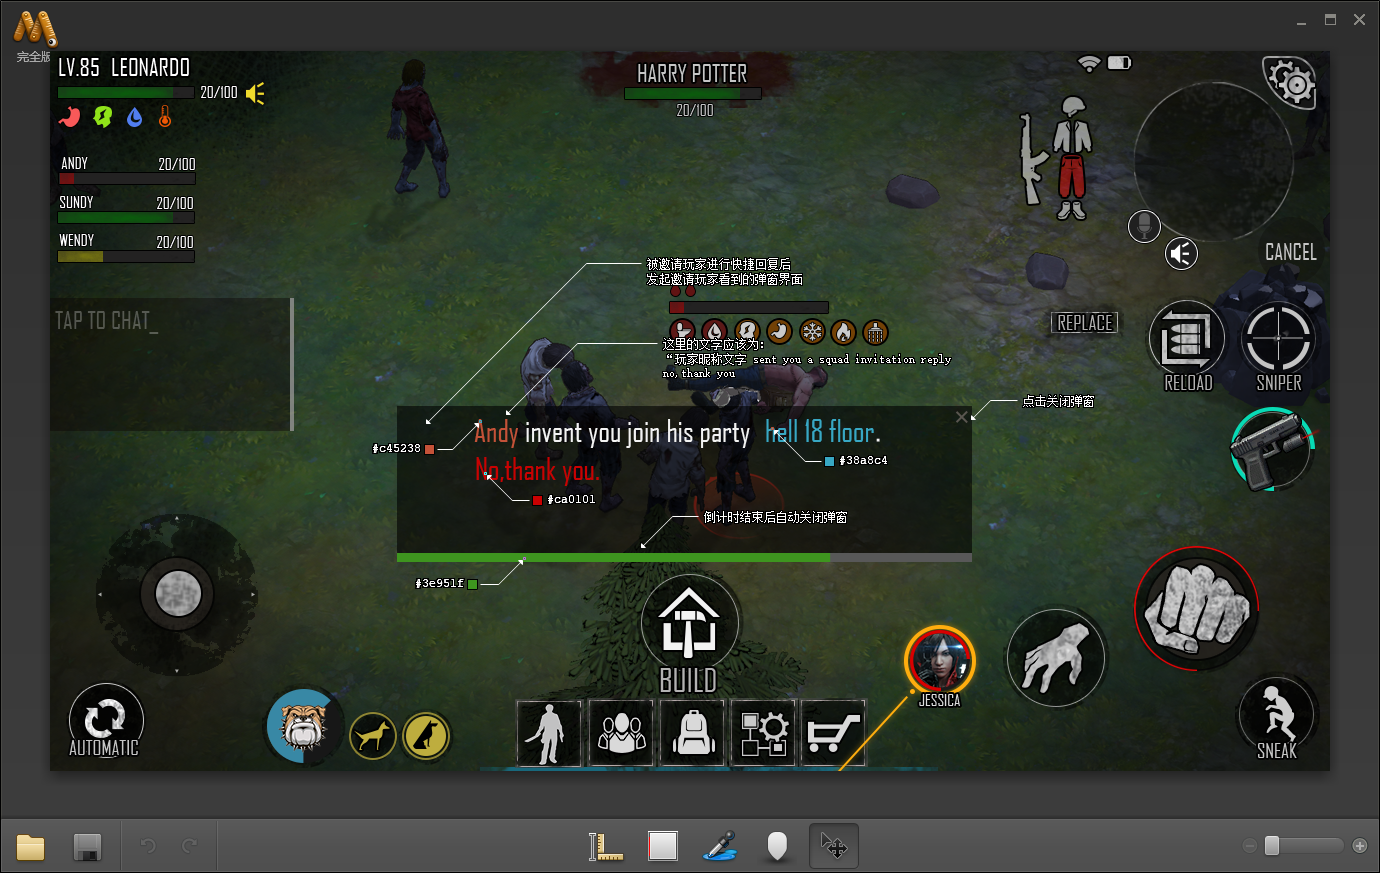 完全版
LV.85 LEONARDO
20/100
HARRY POTTER
20/100
ANDY 20/100
SUNDY 20/100
WENDY 20/100
CANCEL
被邀请玩家进行快捷回复后
发起邀请玩家看到的弹窗界面
TAP TO CHAT_
REPLACE
这里的文字应该为:
“玩家昵称文字 sent you a squad invitation reply
no,thank you
RELOAD
SNIPER
点击关闭弹窗
Andy invent you join his party hell 18 floor.
#c45238
#38a8c4
No,thank you.
#ca0101
倒计时结束后自动关闭弹窗
#3e951f
BUILD
JESSICA
AUTOMATIC
SNEAK